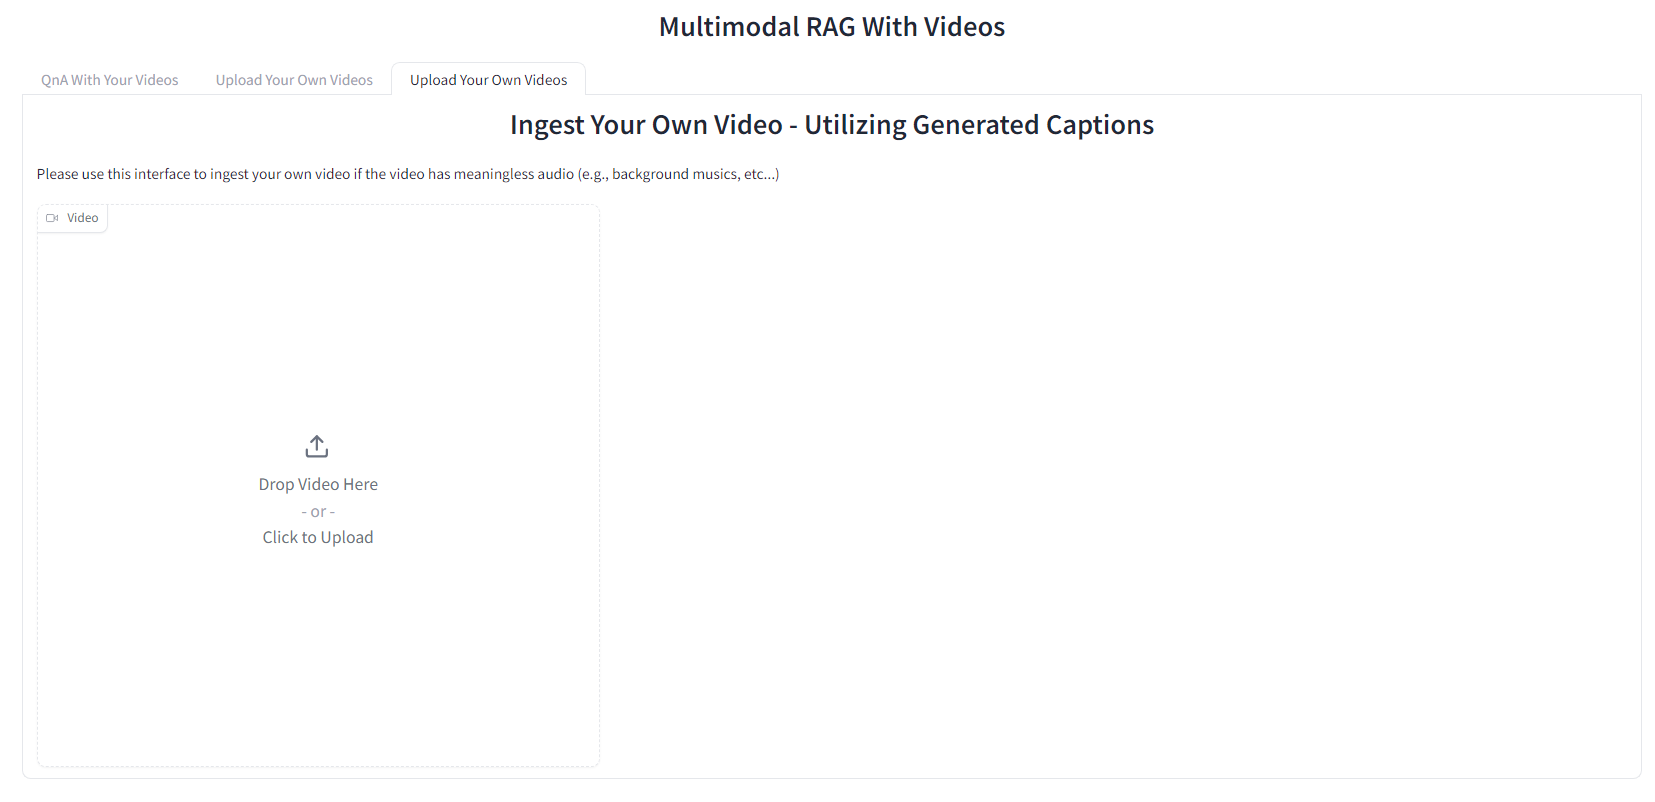 Multimodal RAG With Videos
QnA With Your Videos
Upload Your Own Videos
Upload Your Own Videos
Ingest Your Own Video - Utilizing Generated Captions
Please use this interface to ingest your own video if the video has meaningless audio (e.g., background musics, etc...)
Video
Drop Video Here
- or -
Click to Upload